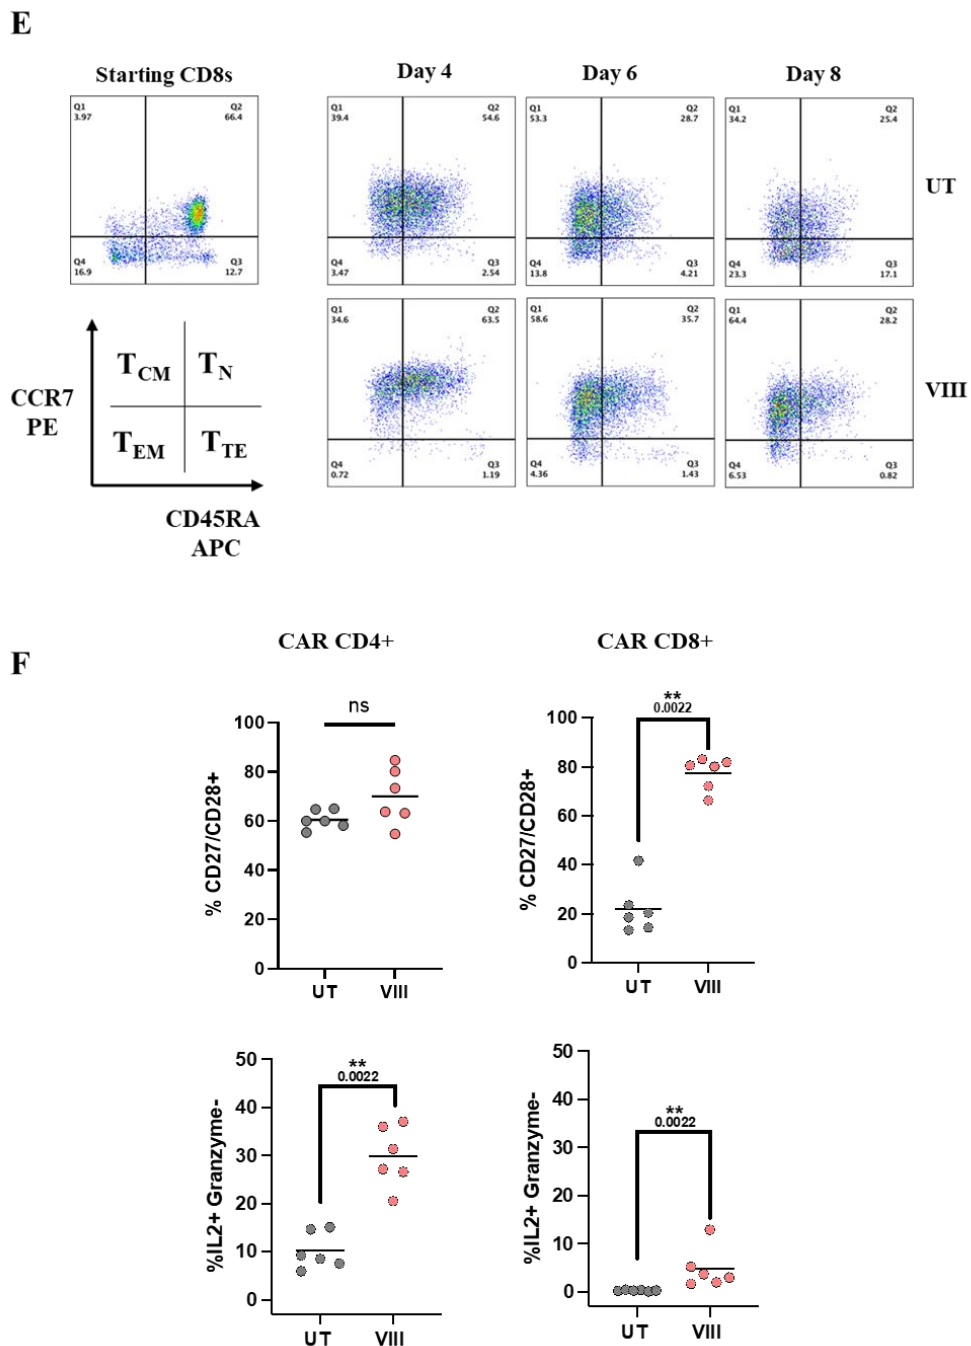 E
Starting CD8s
Day 4
Day 6
Day 8
Q1
3.97
Q2
66.4
Q4
16.9
Q3
12.7
Q1
39.4
Q2
54.6
Q4
3.47
Q3
2.54
Q1
53.3
Q2
28.7
Q4
13.8
Q3
4.21
Q1
34.2
Q2
25.4
Q4
23.3
Q3
17.1
UT
Q1
34.6
Q2
63.5
Q4
0.72
Q3
1.19
Q1
58.6
Q2
35.7
Q4
4.36
Q3
1.43
Q1
64.4
Q2
28.2
Q4
6.53
Q3
0.82
VIII
CCR7
PE
TCM
TN
TEM
TTE
CD45RA
APC
F
CAR CD4+
CAR CD8+
% CD27/CD28+
100
80
60
40
20
0
ns
UT
VIII
% CD27/CD28+
100
80
60
40
20
0
**
0.0022
UT
VIII
%IL2+ Granzyme-
50
40
30
20
10
0
**
0.0022
UT
VIII
%IL2+ Granzyme-
50
40
30
20
10
0
**
0.0022
UT
VIII